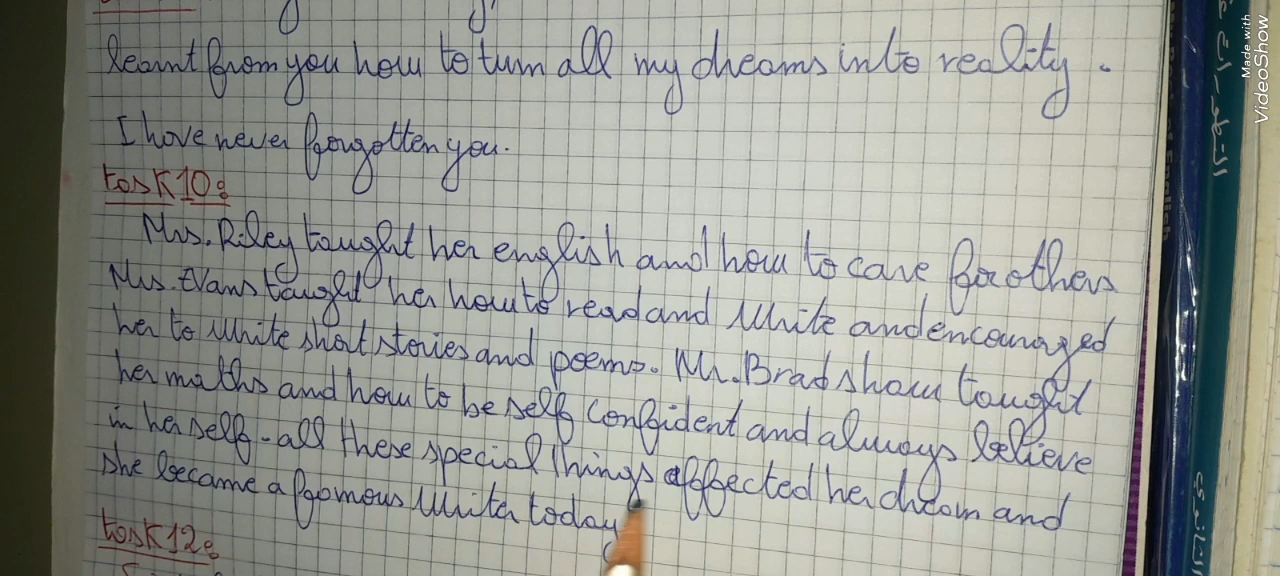 learnt from you how to turn all my dreams into reality.
I have never forgotten you.
task 10:
Mrs. Riley taught her english and how to care for others
Mrs. Evans taught her how to read and write and encouraged
her to write short stories and poems. Mr. Bradshaw taught
her maths and how to be self confident and always believe
in herself - all these special things affected her dream and
she became a famous writer today
task 12:
Made with
VideoShow